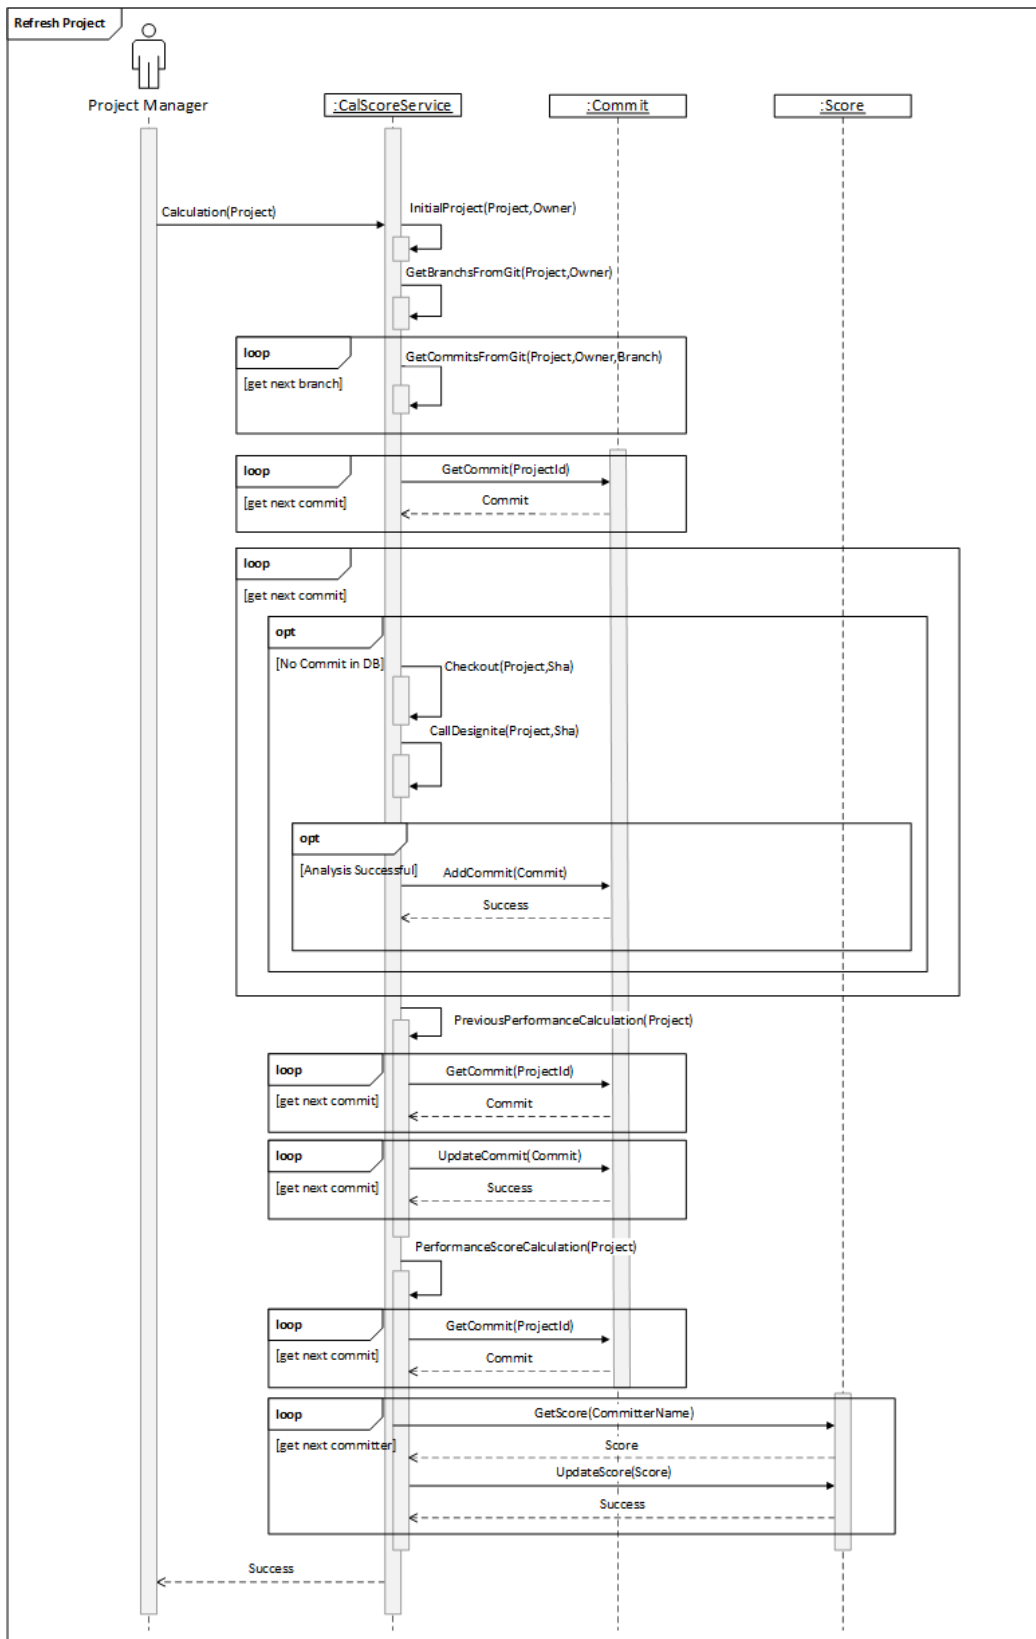 Refresh Project
Project Manager
:CalScoreService
:Commit
:Score
Calculation(Project)
InitialProject(Project,Owner)
GetBranchsFromGit(Project,Owner)
loop
GetCommitsFromGit(Project,Owner,Branch)
[get next branch]
loop
GetCommit(ProjectId)
[get next commit]
Commit
loop
[get next commit]
opt
[No Commit in DB]
Checkout(Project,Sha)
CallDesignite(Project,Sha)
opt
[Analysis Successful]
AddCommit(Commit)
Success
PreviousPerformanceCalculation(Project)
loop
GetCommit(ProjectId)
[get next commit]
Commit
loop
UpdateCommit(Commit)
[get next commit]
Success
PerformanceScoreCalculation(Project)
loop
GetCommit(ProjectId)
[get next commit]
Commit
loop
GetScore(CommitterName)
[get next committer]
Score
UpdateScore(Score)
Success
Success